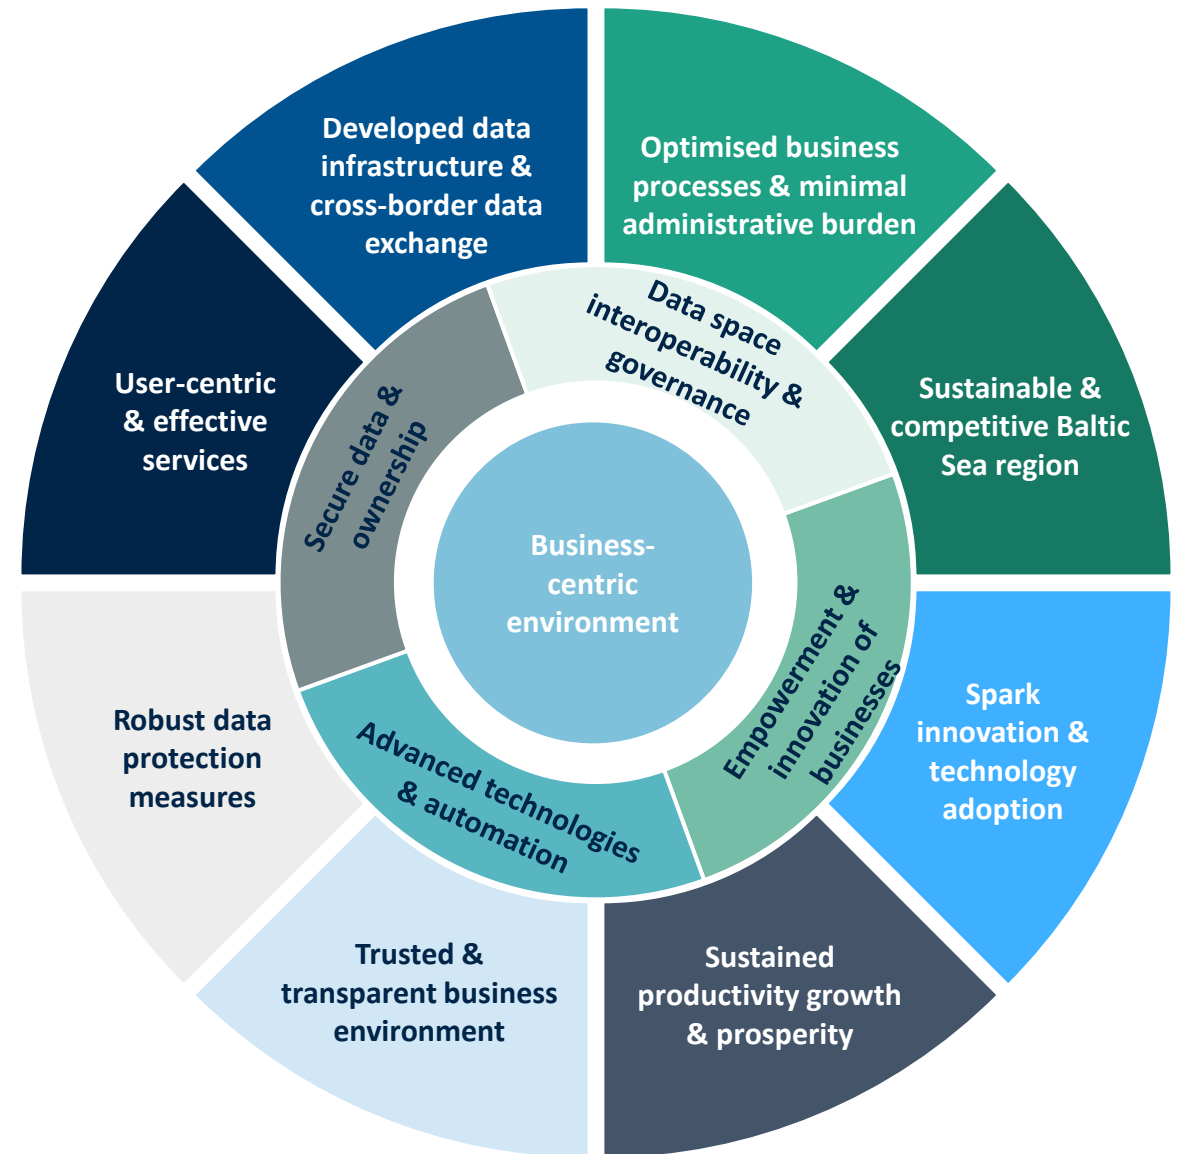 Developed data
infrastructure &
cross-border data
exchange
Optimised business
processes & minimal
administrative burden
Sustainable &
competitive Baltic
Sea region
Spark
innovation &
technology
adoption
Sustained
productivity growth
& prosperity
Trusted &
transparent business
environment
Robust data
protection
measures
User-centric
& effective
services
Data space
interoperability &
governance
Empowerment &
innovation of
businesses
Advanced technologies
& automation
Secure data &
ownership
Business-
centric
environment